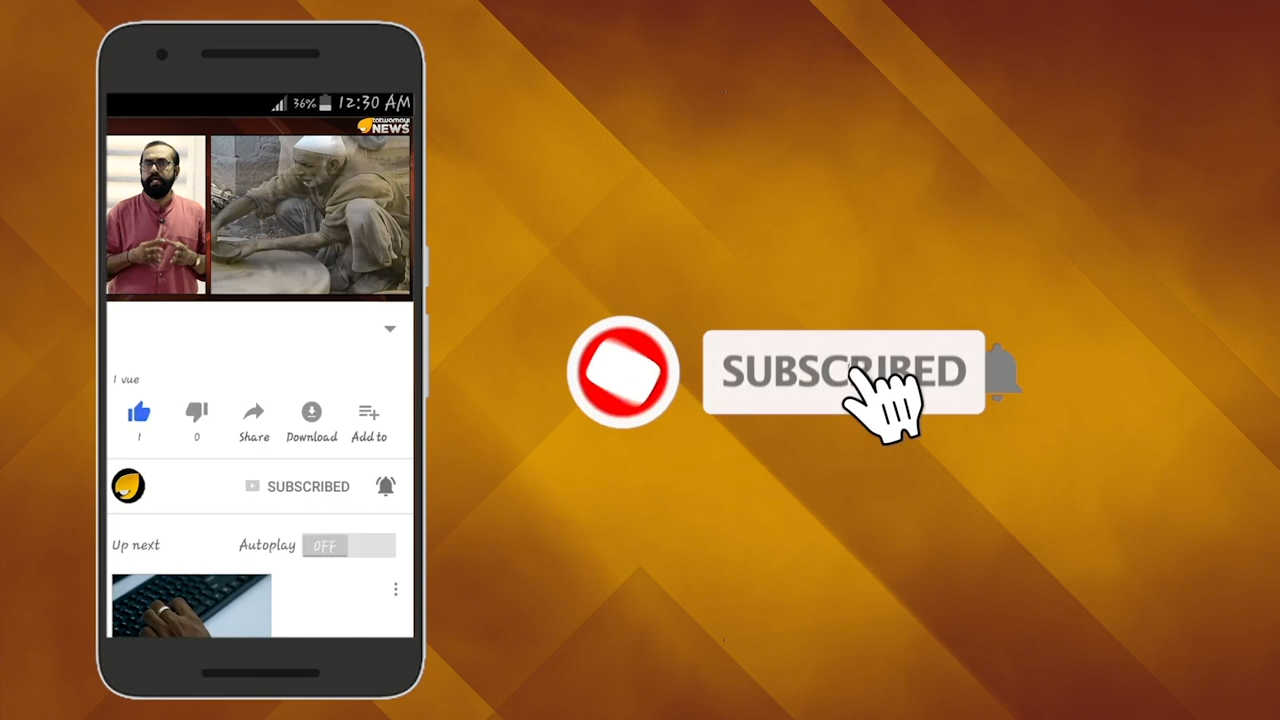 36% 12:30 AM
tatwamayi
NEWS
1 vue
1
0
Share
Download
Add to
SUBSCRIBED
Up next
Autoplay
OFF
SUBSCRIBED